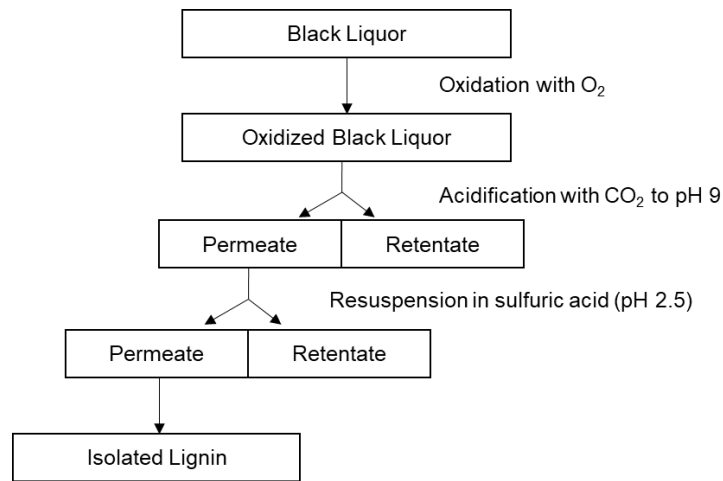 Black Liquor
Oxidation with O₂
Oxidized Black Liquor
Acidification with CO₂ to pH 9
Permeate
Retentate
Resuspension in sulfuric acid (pH 2.5)
Permeate
Retentate
Isolated Lignin